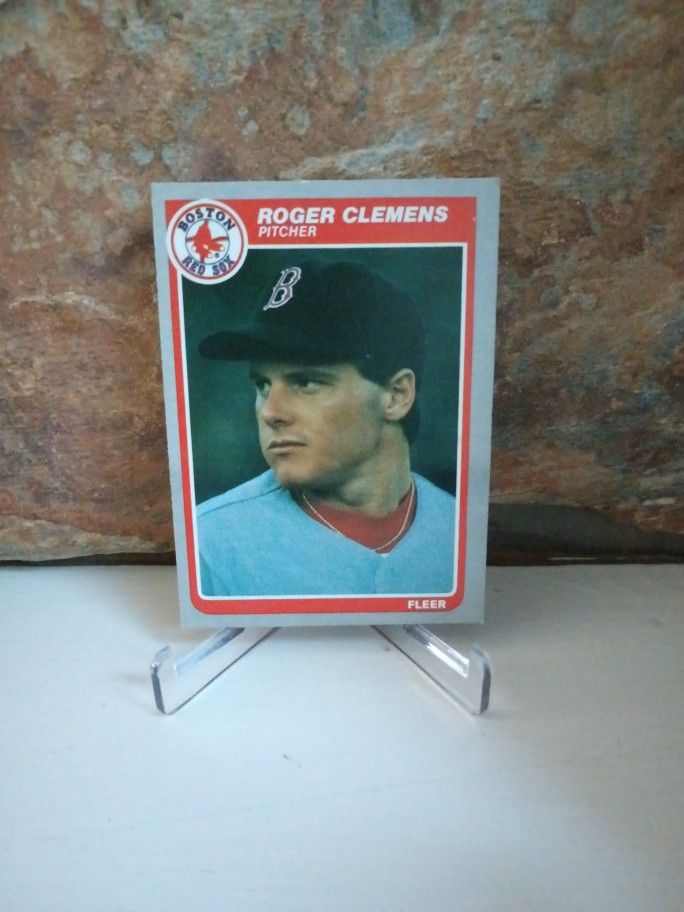 BOSTON
RED SOX
ROGER CLEMENS
PITCHER
B
FLEER